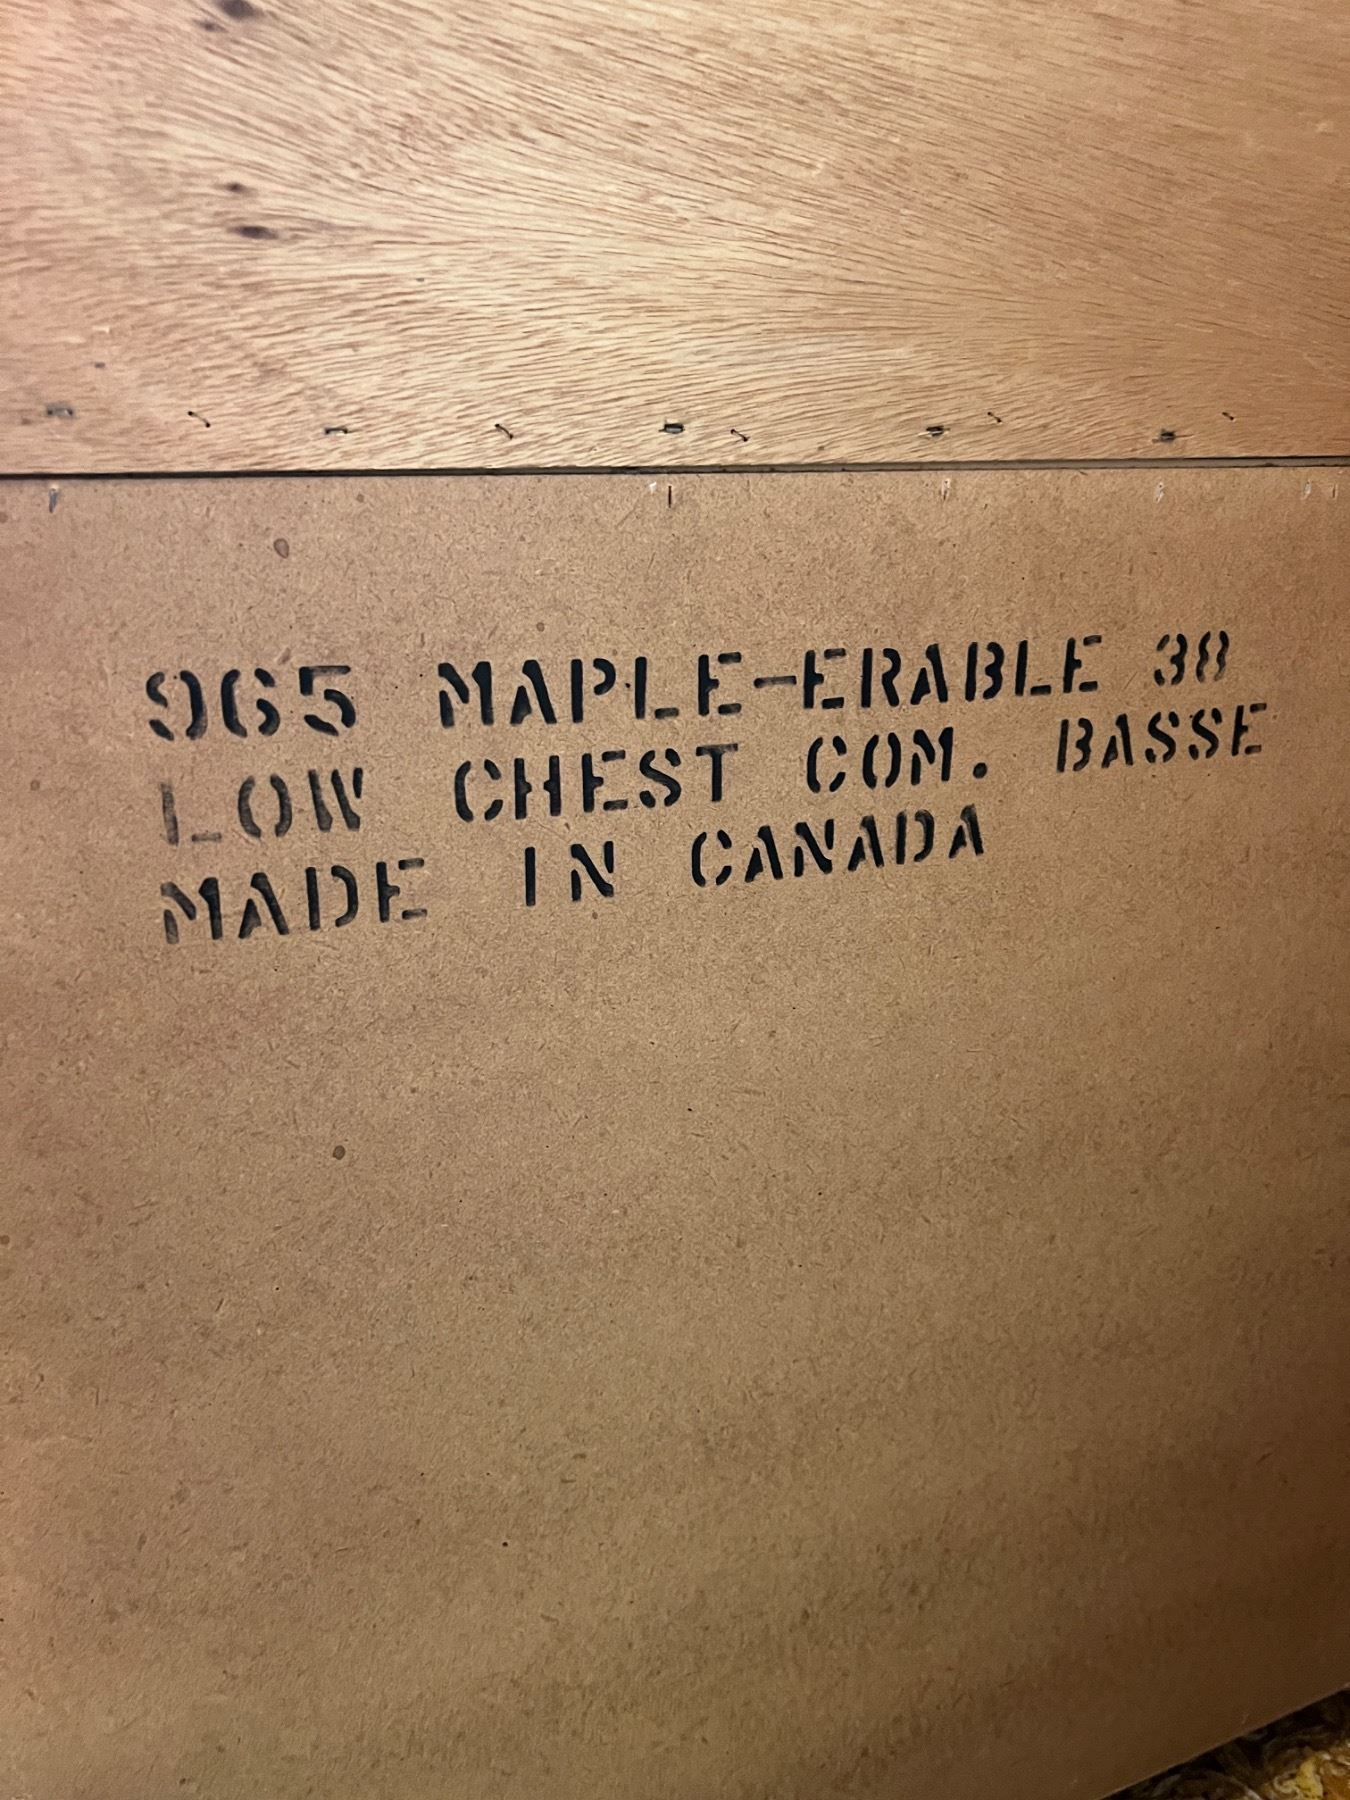 965 MAPLE-ERABLE 38
LOW CHEST COM. BASSE
MADE IN CANADA